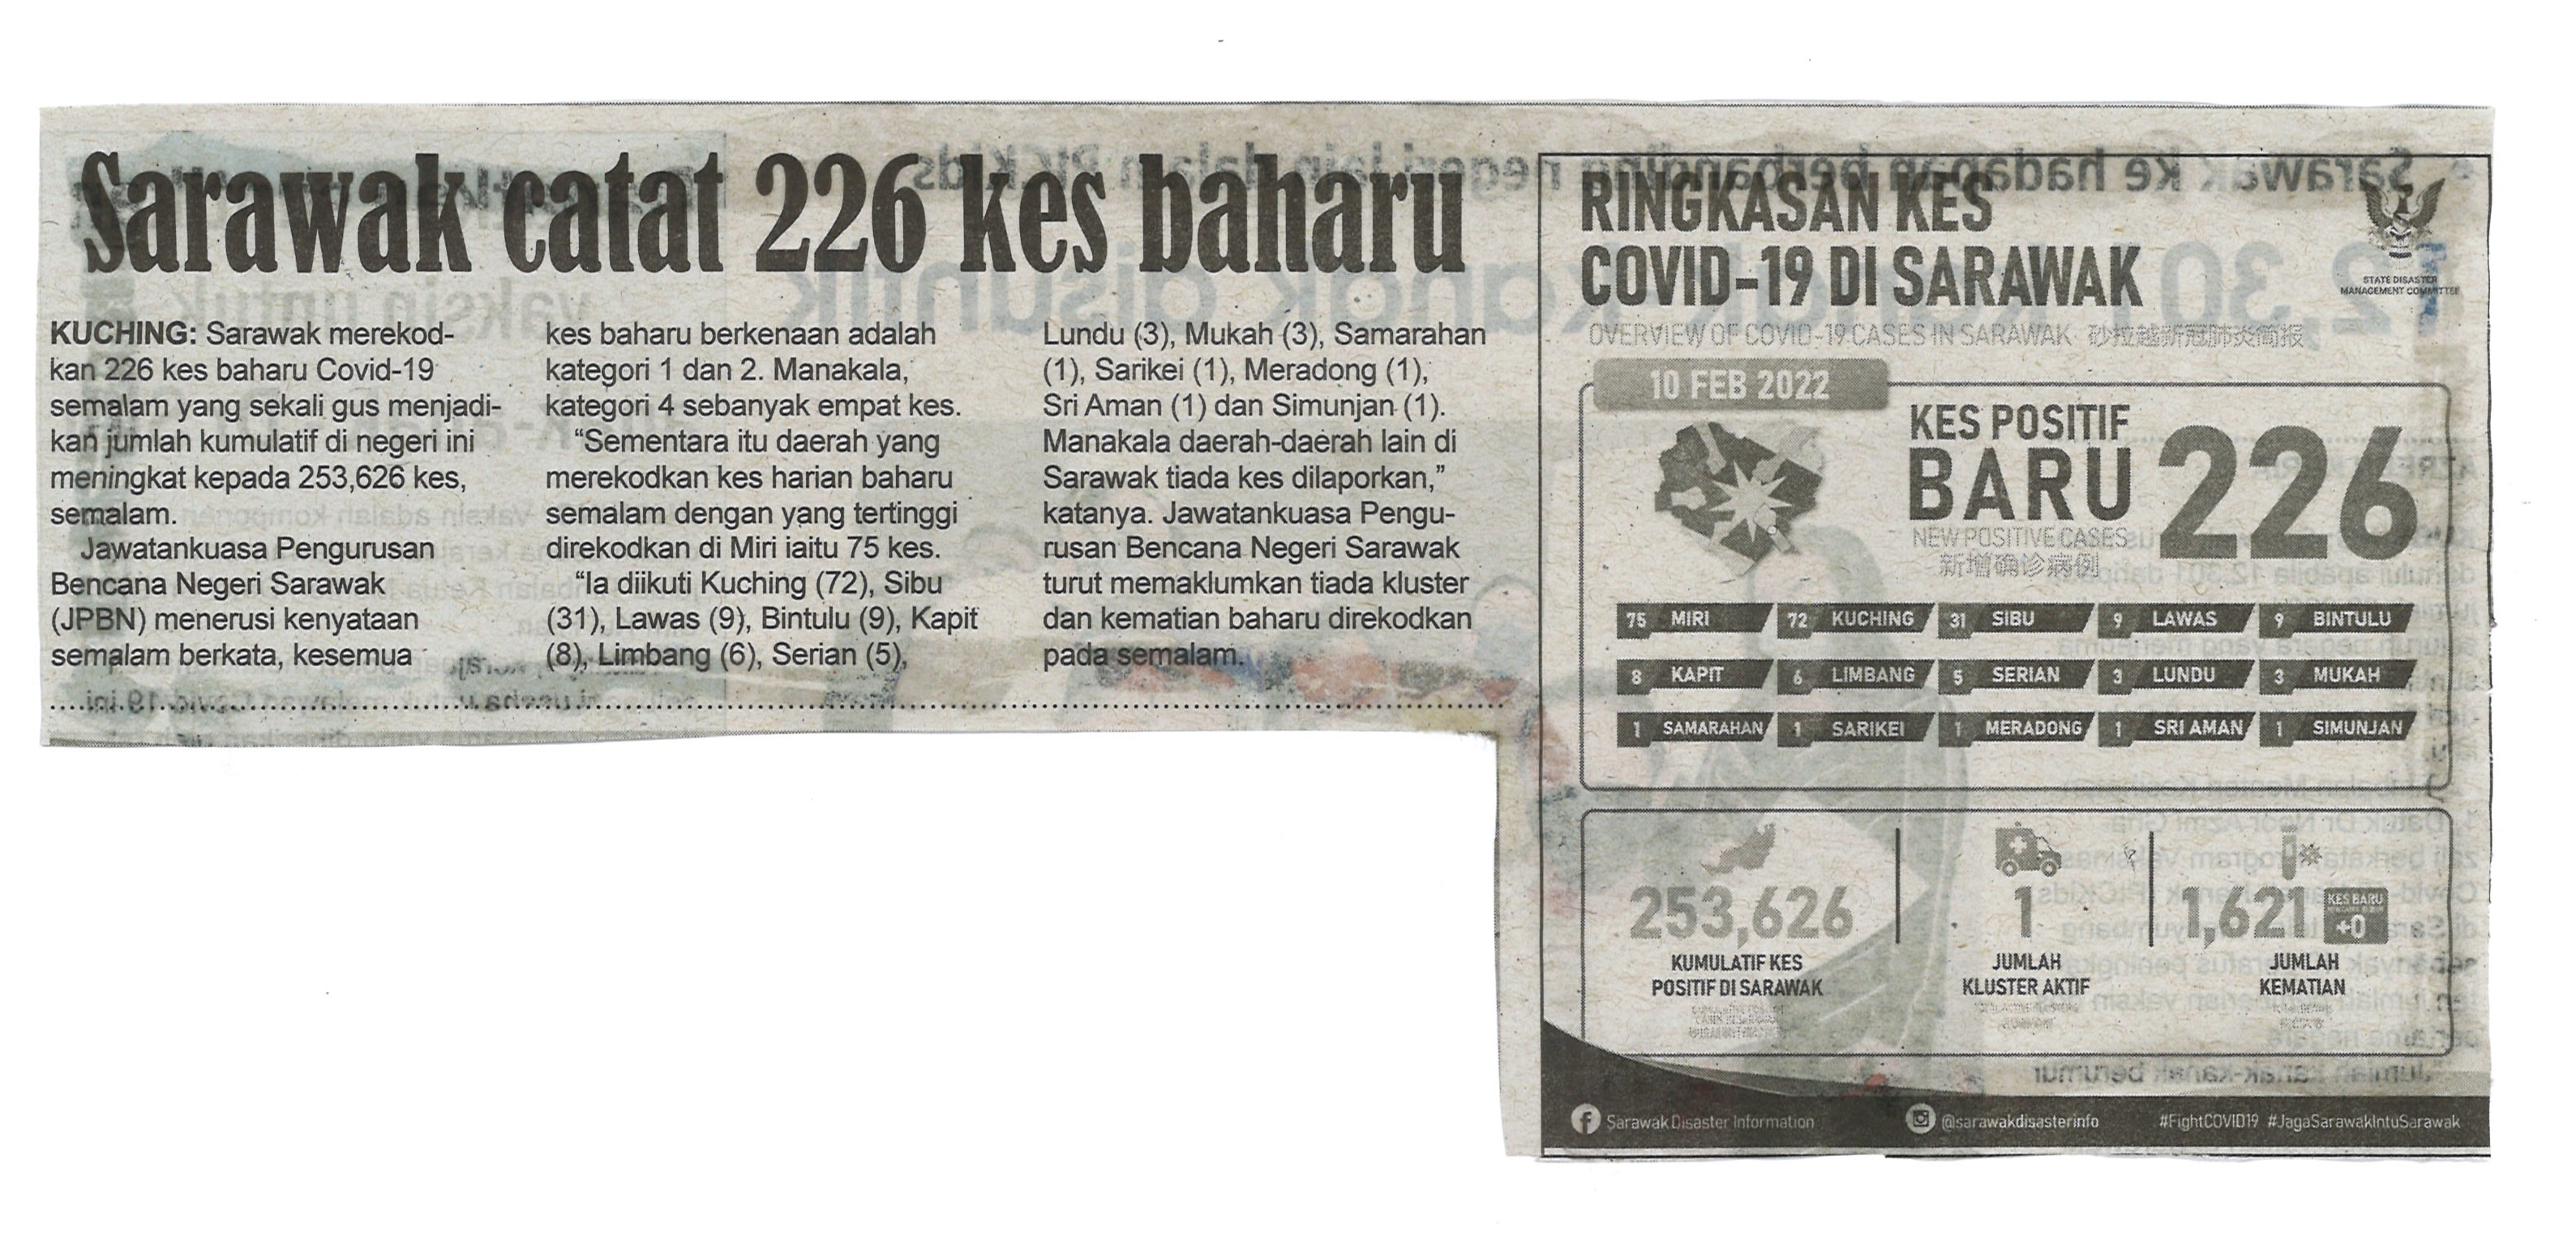 Sarawak catat 226 kes baharu
KUCHING: Sarawak merekod-
kan 226 kes baharu Covid-19
semalam yang sekali gus menjadi-
kan jumlah kumulatif di negeri ini
meningkat kepada 253,626 kes,
semalam.
Jawatankuasa Pengurusan
Bencana Negeri Sarawak
(JPBN) menerusi kenyataan
semalam berkata, kesemua
kes baharu berkenaan adalah
kategori 1 dan 2. Manakala,
kategori 4 sebanyak empat kes.
“Sementara itu daerah yang
merekodkan kes harian baharu
semalam dengan yang tertinggi
direkodkan di Miri iaitu 75 kes.
“Ia diikuti Kuching (72), Sibu
(31), Lawas (9), Bintulu (9), Kapit
(8), Limbang (6), Serian (5),
Lundu (3), Mukah (3), Samarahan
(1), Sarikei (1), Meradong (1),
Sri Aman (1) dan Simunjan (1).
Manakala daerah-daerah lain di
Sarawak tiada kes dilaporkan,”
katanya. Jawatankuasa Pengu-
rusan Bencana Negeri Sarawak
turut memaklumkan tiada kluster
dan kematian baharu direkodkan
pada semalam.
RINGKASAN KES
COVID-19 DI SARAWAK
OVERVIEW OF COVID-19 CASES IN SARAWAK 砂拉越新冠肺炎简报
STATE DISASTER
MANAGEMENT COMMITTEE
10 FEB 2022
KES POSITIF
BARU
226
NEW POSITIVE CASES
新增确诊病例
75 MIRI 72 KUCHING 31 SIBU 9 LAWAS 9 BINTULU
8 KAPIT 6 LIMBANG 5 SERIAN 3 LUNDU 3 MUKAH
1 SAMARAHAN 1 SARIKEI 1 MERADONG 1 SRI AMAN 1 SIMUNJAN
253,626
KUMULATIF KES
POSITIF DI SARAWAK
1
JUMLAH
KLUSTER AKTIF
1,621
KES BARU
+0
JUMLAH
KEMATIAN
Sarawak Disaster Information @sarawakdisasterinfo #FightCOVID19 #JagaSarawakIntuSarawak